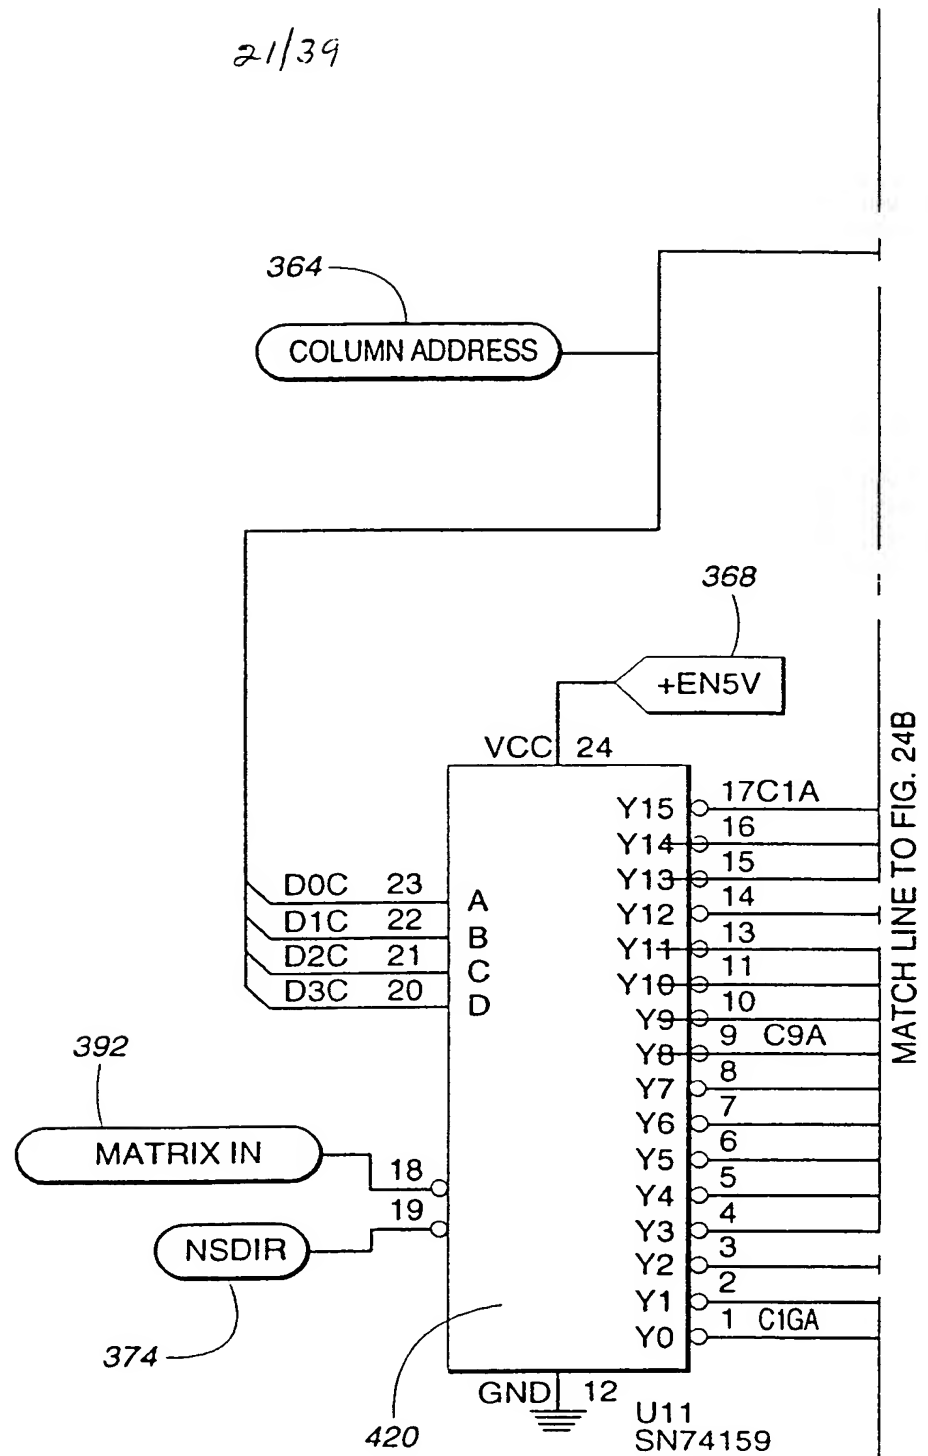 21/39
364
COLUMN ADDRESS
368
+EN5V
VCC 24
Y15 17 C1A
Y14 16
Y13 15
D0C 23 A
Y12 14
D1C 22 B
Y11 13
D2C 21 C
Y10 11
D3C 20 D
Y9 10
Y8 9 C9A
Y7 8
392
Y6 7
MATRIX IN
Y5 6
18
Y4 5
19
Y3 4
NSDIR
Y2 3
Y1 2
Y0 1 C1GA
374
GND 12
U11
SN74159
420
MATCH LINE TO FIG. 24B